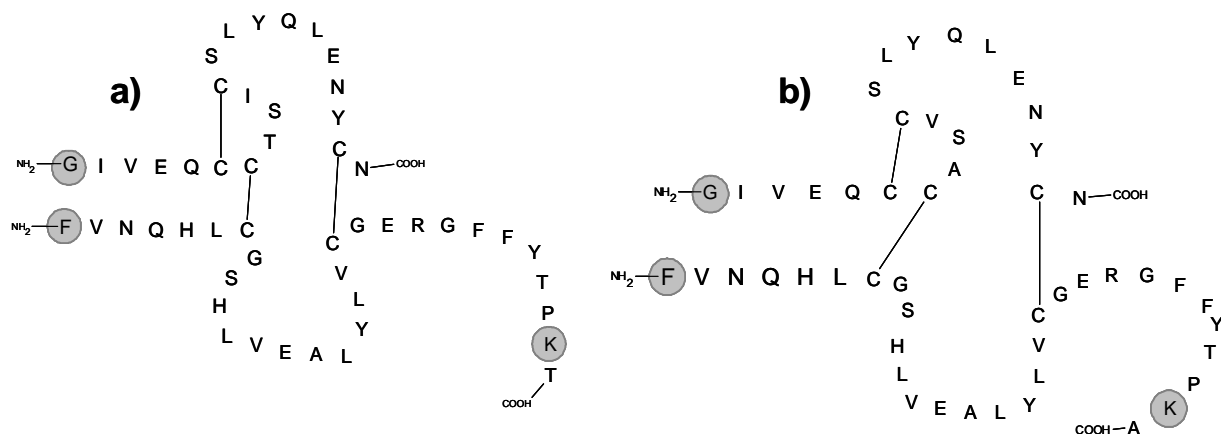 a)
NH2 G I V E Q C C T S I C S L Y Q L E N Y C N COOH
NH2 F V N Q H L C G S H L V E A L Y L V C G E R G F F Y T P K T COOH
b)
NH2 G I V E Q C C A S V C S L Y Q L E N Y C N COOH
NH2 F V N Q H L C G S H L V E A L Y L V C G E R G F F Y T P K A COOH